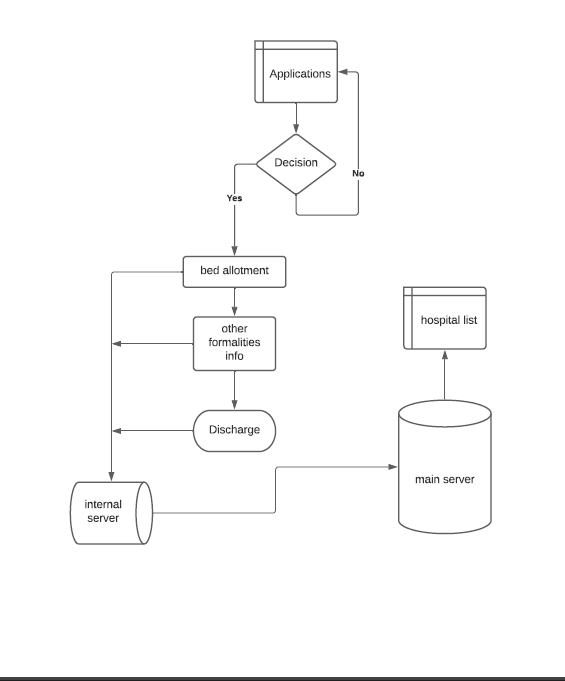 Applications
Decision
No
Yes
bed allotment
other
formalities
info
hospital list
Discharge
main server
internal
server